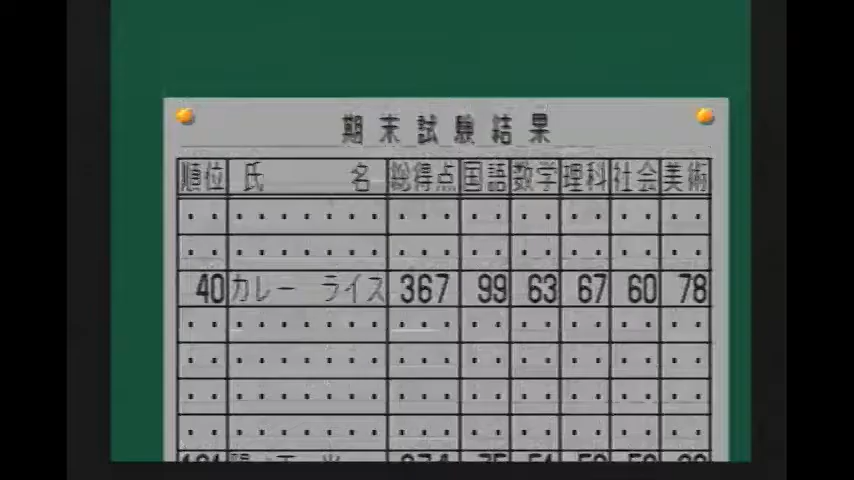 期末試験結果
順位 氏名 総得点 国語 数学 理科 社会 美術
40 カレー ライス 367 99 63 67 60 78